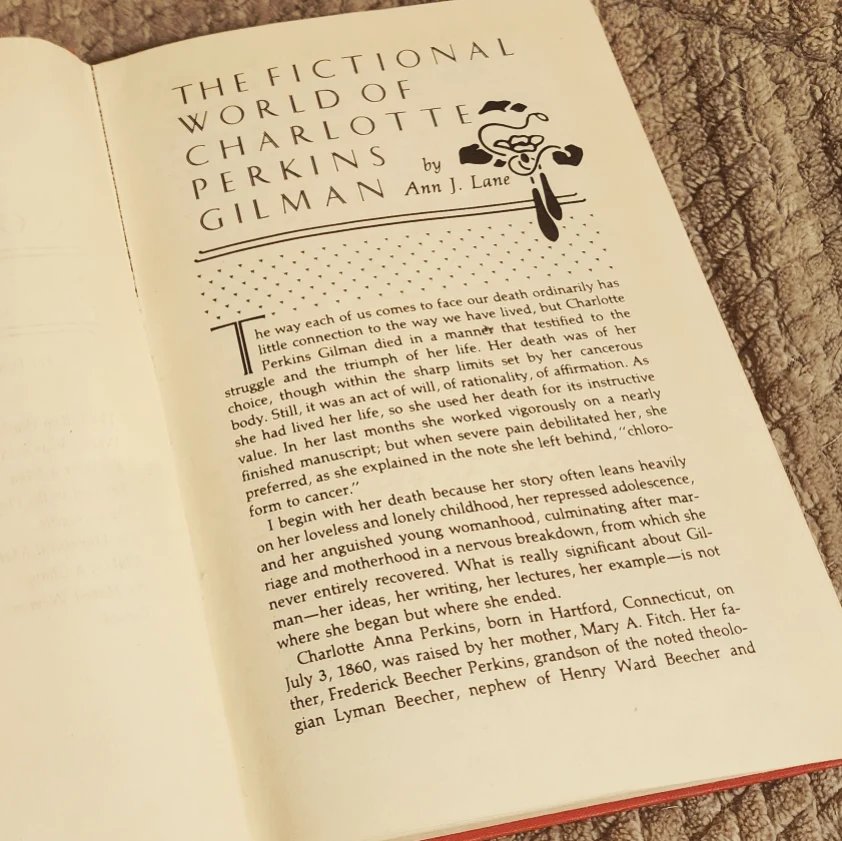 THE FICTIONAL
WORLD OF
CHARLOTTE
PERKINS
GILMAN
by
Ann J. Lane
The way each of us comes to face our death ordinarily has
little connection to the way we have lived, but Charlotte
Perkins Gilman died in a manner that testified to the
struggle and the triumph of her life. Her death was of her
choice, though within the sharp limits set by her cancerous
body. Still, it was an act of will, of rationality, of affirmation. As
she had lived her life, so she used her death for its instructive
value. In her last months she worked vigorously on a nearly
finished manuscript; but when severe pain debilitated her, she
preferred, as she explained in the note she left behind, “chloro-
form to cancer.”
I begin with her death because her story often leans heavily
on her loveless and lonely childhood, her repressed adolescence,
and her anguished young womanhood, culminating after mar-
riage and motherhood in a nervous breakdown, from which she
never entirely recovered. What is really significant about Gil-
man—her ideas, her writing, her lectures, her example—is not
where she began but where she ended.
Charlotte Anna Perkins, born in Hartford, Connecticut, on
July 3, 1860, was raised by her mother, Mary A. Fitch. Her fa-
ther, Frederick Beecher Perkins, grandson of the noted theolo-
gian Lyman Beecher, nephew of Henry Ward Beecher and